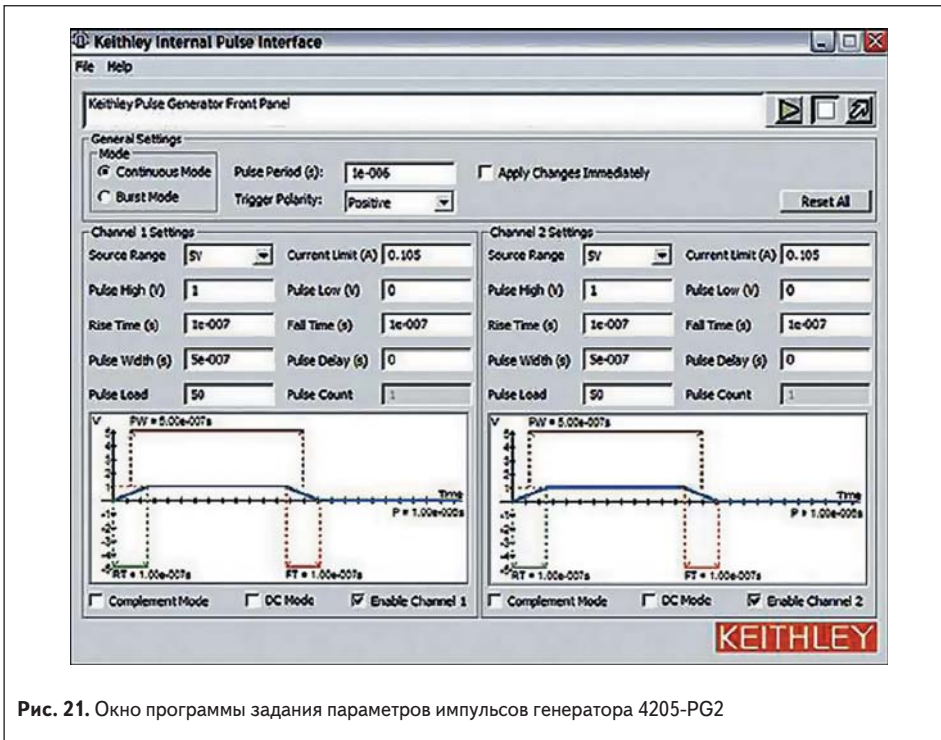 Keithley Internal Pulse Interface
File Help
Keithley Pulse Generator Front Panel
General Settings
Mode
Continuous Mode
Burst Mode
Pulse Period (s): 1e-006
Trigger Polarity: Positive
Apply Changes Immediately
Reset All
Channel 1 Settings
Source Range 5V Current Limit (A) 0.105
Pulse High (V) 1 Pulse Low (V) 0
Rise Time (s) 1e-007 Fall Time (s) 1e-007
Pulse Width (s) 5e-007 Pulse Delay (s) 0
Pulse Load 50 Pulse Count 1
V PW = 5.00e-007s
Time
P = 1.00e-006s
RT = 1.00e-007s FT = 1.00e-007s
Complement Mode DC Mode Enable Channel 1
Channel 2 Settings
Source Range 5V Current Limit (A) 0.105
Pulse High (V) 1 Pulse Low (V) 0
Rise Time (s) 1e-007 Fall Time (s) 1e-007
Pulse Width (s) 5e-007 Pulse Delay (s) 0
Pulse Load 50 Pulse Count 1
V PW = 5.00e-007s
Time
P = 1.00e-006s
RT = 1.00e-007s FT = 1.00e-007s
Complement Mode DC Mode Enable Channel 2
KEITHLEY
Рис. 21. Окно программы задания параметров импульсов генератора 4205-PG2